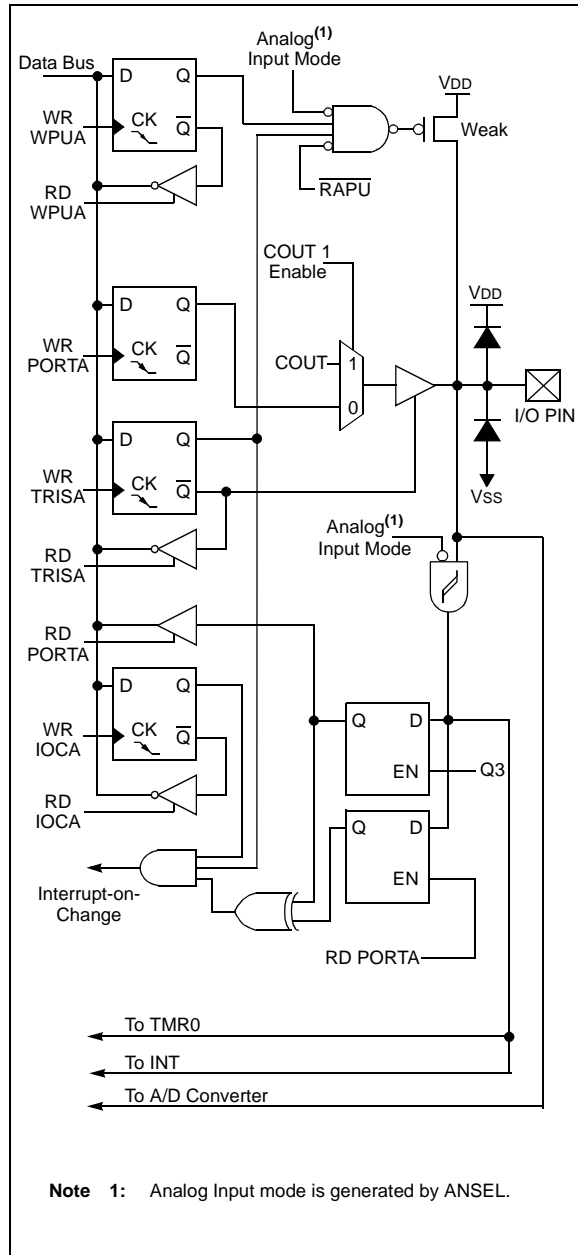 Analog(1)
Input Mode
Data Bus
D Q
VDD
WR
WPUA
CK
Q̅
Weak
RD
WPUA
R̅A̅P̅U̅
COUT 1
Enable
D Q
VDD
WR
PORTA
CK
Q̅
COUT
1
0
I/O PIN
D Q
WR
TRISA
CK
Q̅
VSS
Analog(1)
Input Mode
RD
TRISA
RD
PORTA
D Q
WR
IOCA
CK
Q̅
Q D
EN
Q3
RD
IOCA
Q D
EN
Interrupt-on-
Change
RD PORTA
To TMR0
To INT
To A/D Converter
Note 1: Analog Input mode is generated by ANSEL.